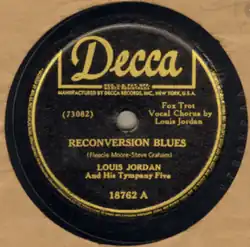 Decca
MANUFACTURED BY DECCA RECORDS, INC., NEW YORK, U.S.A.
(73082)
Fox Trot
Vocal Chorus by
Louis Jordan
RECONVERSION BLUES
(Fleecie Moore-Steve Graham)
LOUIS JORDAN
And His Tympany Five
18762 A